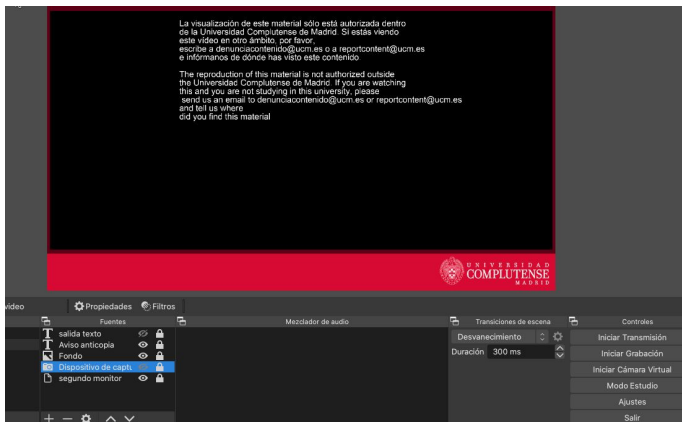 La visualización de este material sólo está autorizada dentro
de la Universidad Complutense de Madrid. Si estás viendo
este vídeo en otro ámbito, por favor,
escribe a denunciacontenido@ucm.es o a reportcontent@ucm.es
e infórmanos de dónde has visto este contenido
The reproduction of this material is not authorized outside
the Universidad Complutense de Madrid. If you are watching
this and you are not studying in this university, please
send us an email to denunciacontenido@ucm.es or reportcontent@ucm.es
and tell us where
did you find this material
UNIVERSIDAD
COMPLUTENSE
MADRID
video
Propiedades
Filtros
Fuentes
salida texto
Aviso anticopia
Fondo
Dispositivo de captu
segundo monitor
Mezclador de audio
Transiciones de escena
Desvanecimiento
Duración 300 ms
Controles
Iniciar Transmisión
Iniciar Grabación
Iniciar Cámara Virtual
Modo Estudio
Ajustes
Salir